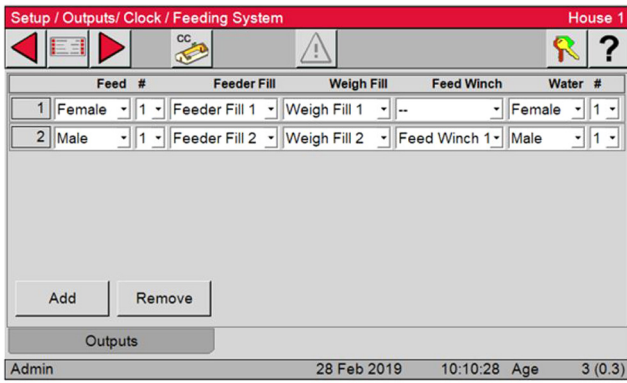 Setup / Outputs/ Clock / Feeding System House 1
CC
?
Feed # Feeder Fill Weigh Fill Feed Winch Water #
1 Female 1 Feeder Fill 1 Weigh Fill 1 -- Female 1
2 Male 1 Feeder Fill 2 Weigh Fill 2 Feed Winch 1 Male 1
Add Remove
Outputs
Admin 28 Feb 2019 10:10:28 Age 3 (0.3)